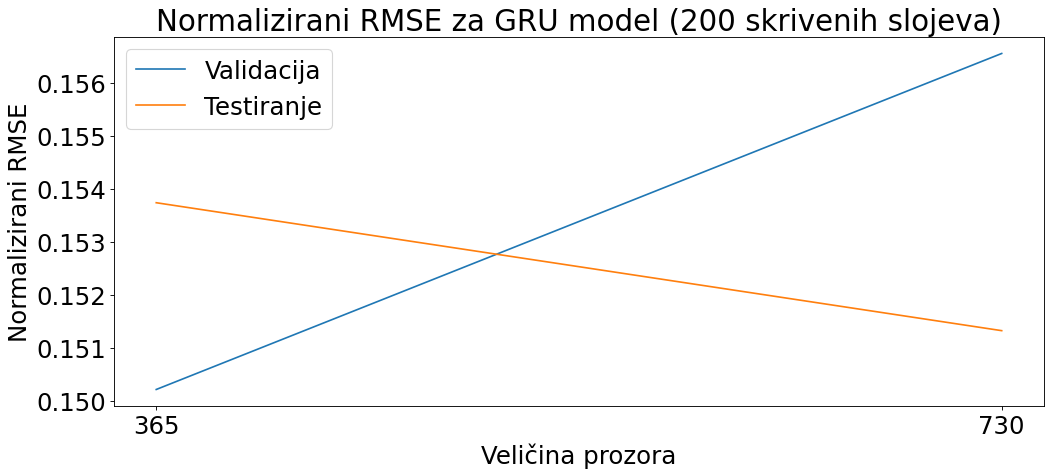 Normalizirani RMSE za GRU model (200 skrivenih slojeva)
Validacija
Testiranje
Normalizirani RMSE
0.156
0.155
0.154
0.153
0.152
0.151
0.150
365
730
Veličina prozora